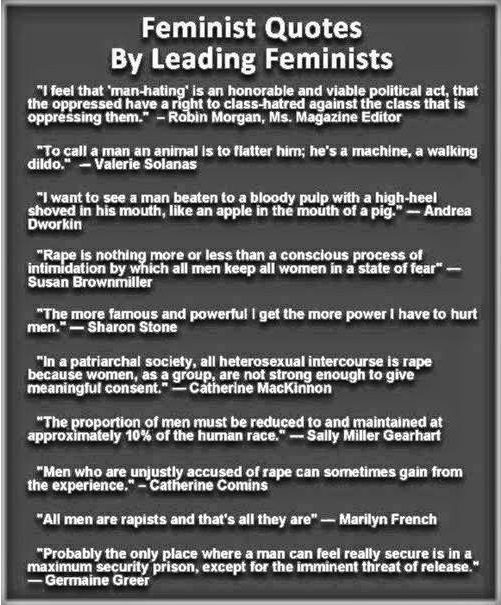 Feminist Quotes
By Leading Feminists
"I feel that 'man-hating' is an honorable and viable political act, that
the oppressed have a right to class-hatred against the class that is
oppressing them." – Robin Morgan, Ms. Magazine Editor
"To call a man an animal is to flatter him; he's a machine, a walking
dildo." — Valerie Solanas
"I want to see a man beaten to a bloody pulp with a high-heel
shoved in his mouth, like an apple in the mouth of a pig." — Andrea
Dworkin
"Rape is nothing more or less than a conscious process of
intimidation by which all men keep all women in a state of fear" —
Susan Brownmiller
"The more famous and powerful I get the more power I have to hurt
men." — Sharon Stone
"In a patriarchal society, all heterosexual intercourse is rape
because women, as a group, are not strong enough to give
meaningful consent." — Catherine MacKinnon
"The proportion of men must be reduced to and maintained at
approximately 10% of the human race." — Sally Miller Gearhart
"Men who are unjustly accused of rape can sometimes gain from
the experience." – Catherine Comins
"All men are rapists and that's all they are" — Marilyn French
"Probably the only place where a man can feel really secure is in a
maximum security prison, except for the imminent threat of release."
— Germaine Greer